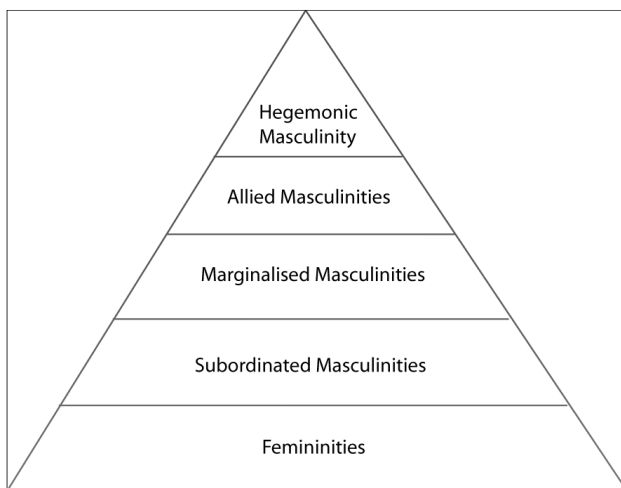 Hegemonic
Masculinity
Allied Masculinities
Marginalised Masculinities
Subordinated Masculinities
Femininities